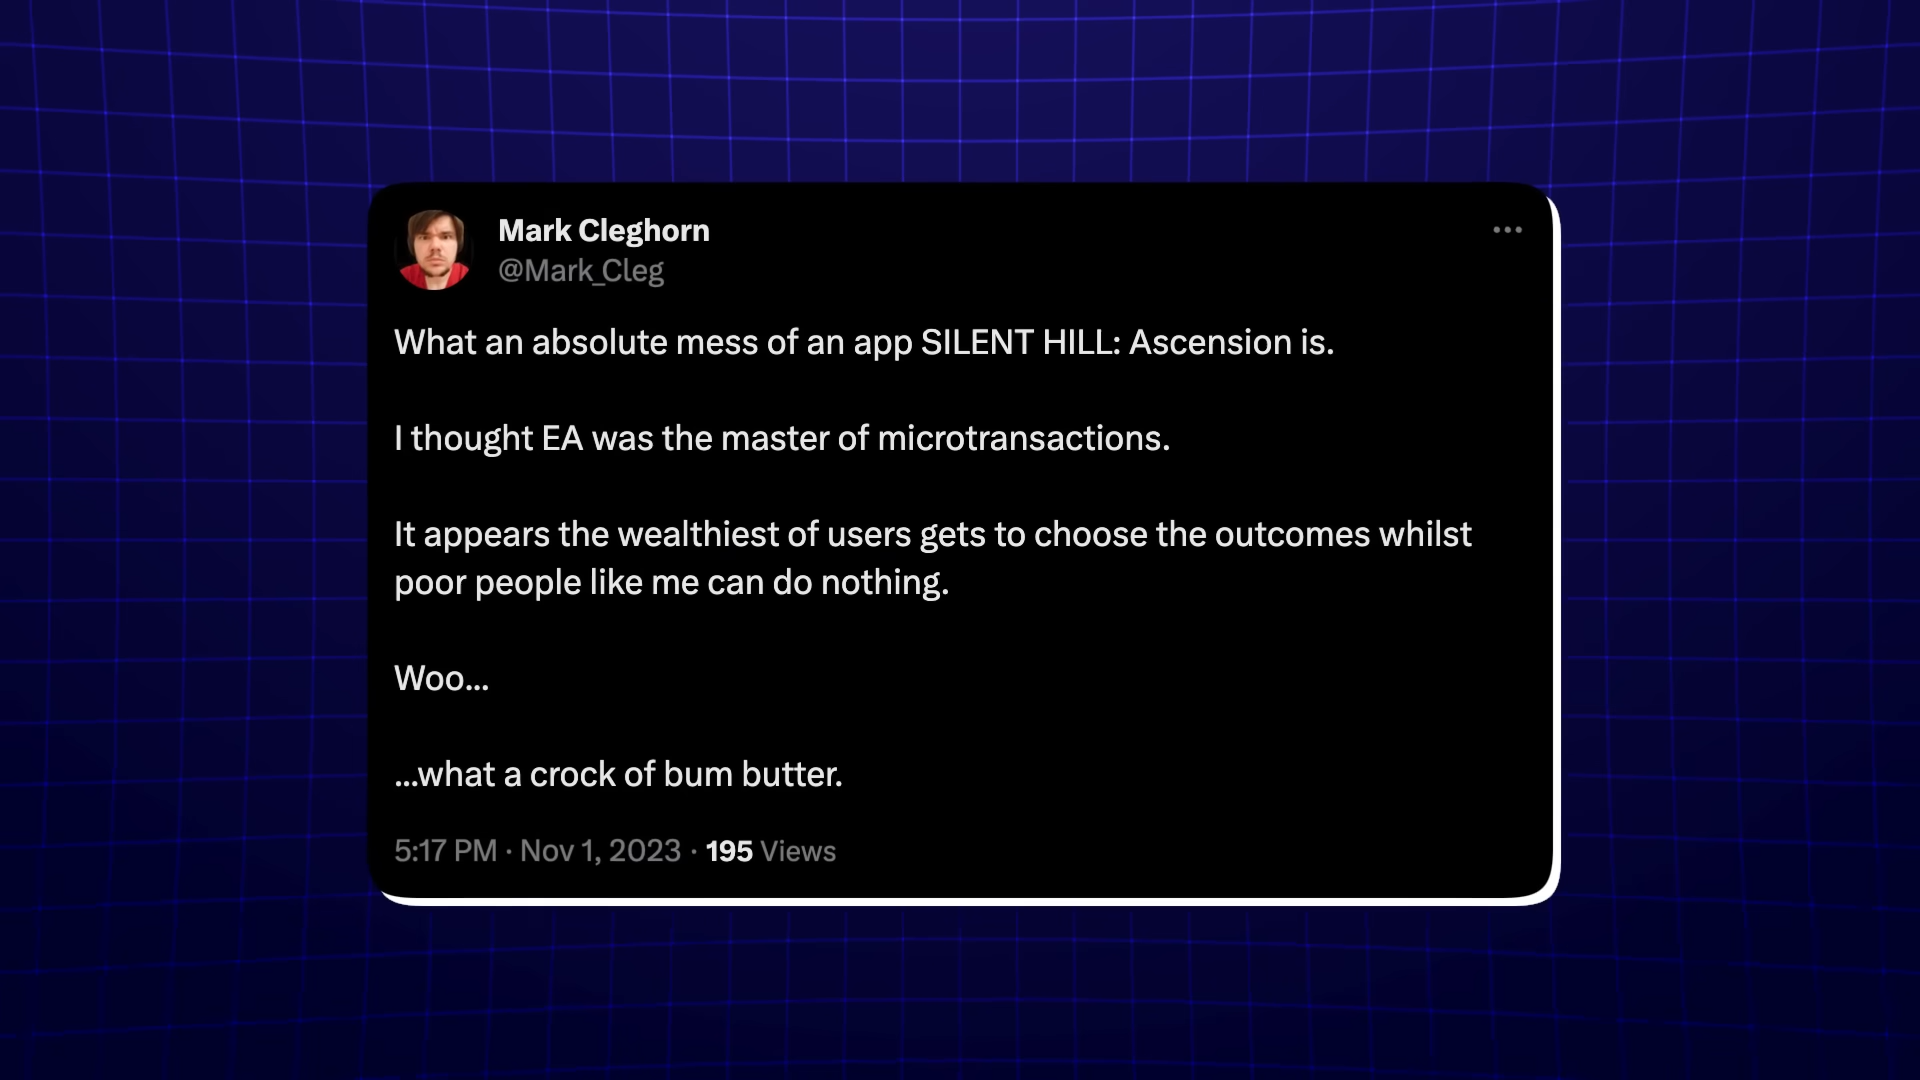 Mark Cleghorn
@Mark_Cleg
What an absolute mess of an app SILENT HILL: Ascension is.
I thought EA was the master of microtransactions.
It appears the wealthiest of users gets to choose the outcomes whilst
poor people like me can do nothing.
Woo...
...what a crock of bum butter.
5:17 PM · Nov 1, 2023 · 195 Views